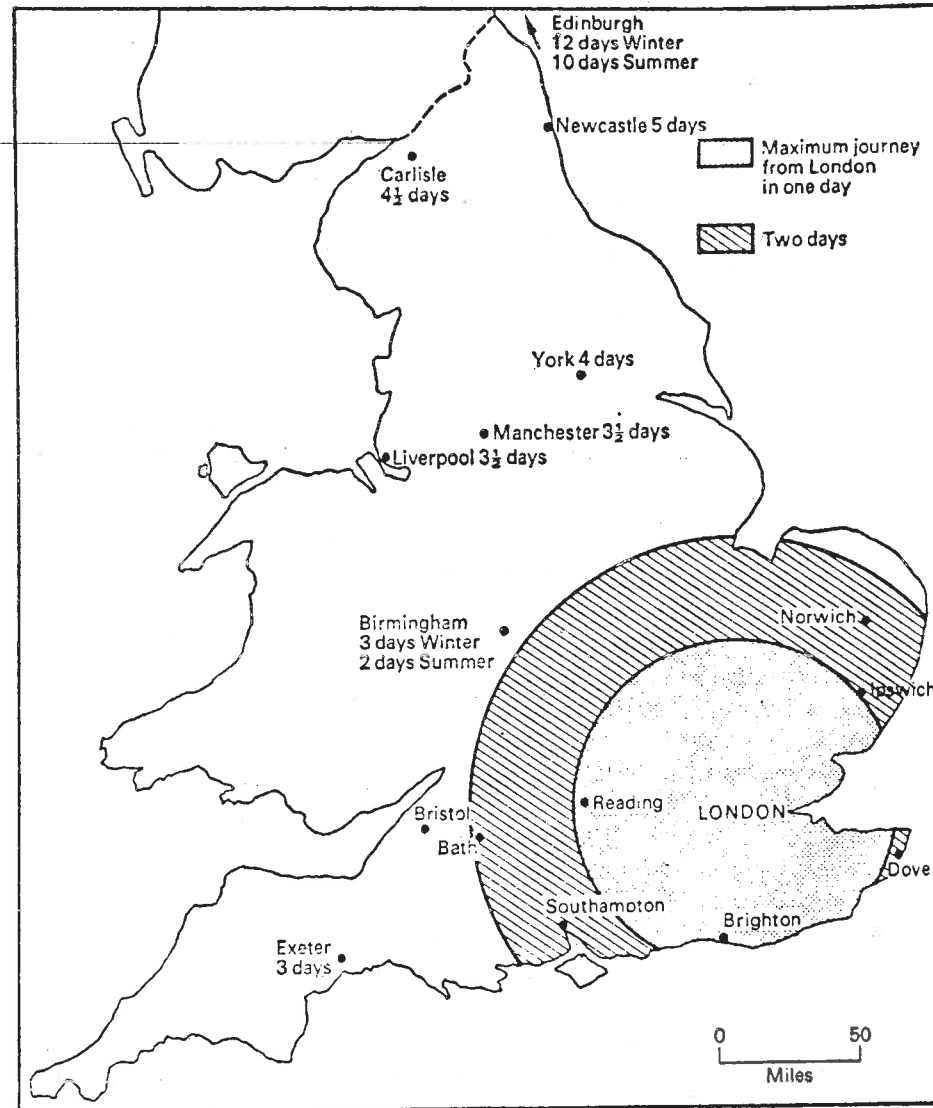 Edinburgh
12 days Winter
10 days Summer
Newcastle 5 days
Maximum journey
from London
in one day
Carlisle
4½ days
Two days
York 4 days
Manchester 3½ days
Liverpool 3½ days
Birmingham
3 days Winter
2 days Summer
Norwich
Ipswich
Reading
LONDON
Bristol
Bath
Dover
Southampton
Brighton
Exeter
3 days
0 50
Miles